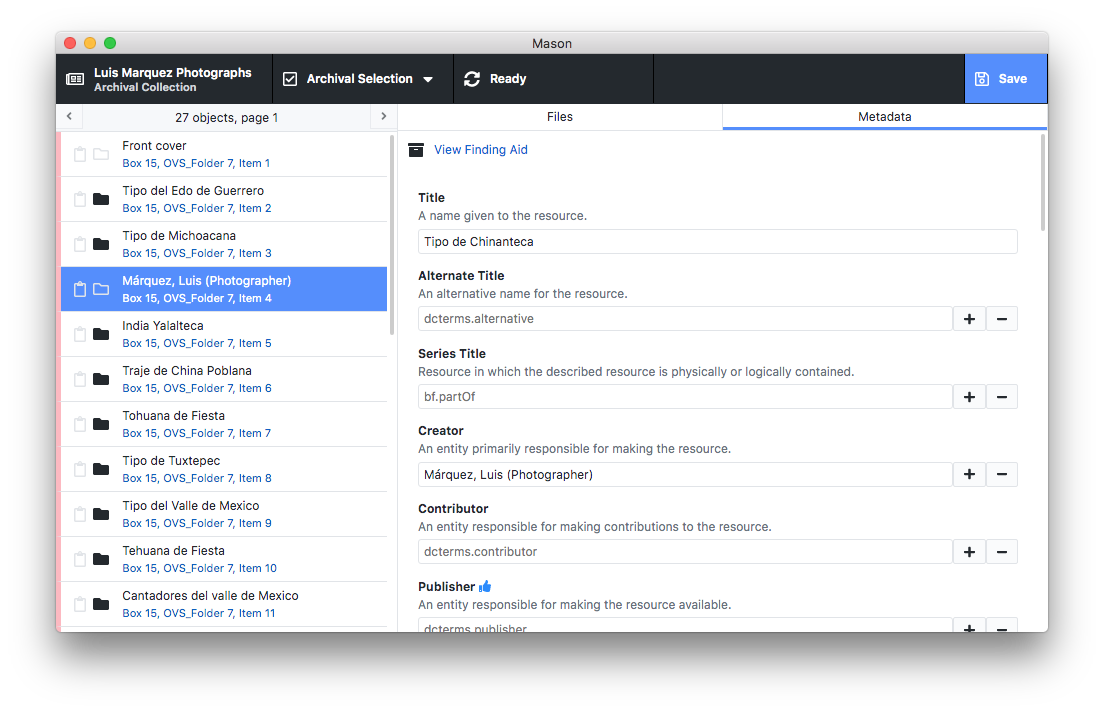 Mason
Luis Marquez Photographs
Archival Collection
Archival Selection
Ready
Save
27 objects, page 1
Front cover
Box 15, OVS_Folder 7, Item 1
Tipo del Edo de Guerrero
Box 15, OVS_Folder 7, Item 2
Tipo de Michoacana
Box 15, OVS_Folder 7, Item 3
Márquez, Luis (Photographer)
Box 15, OVS_Folder 7, Item 4
India Yalalteca
Box 15, OVS_Folder 7, Item 5
Traje de China Poblana
Box 15, OVS_Folder 7, Item 6
Tohuana de Fiesta
Box 15, OVS_Folder 7, Item 7
Tipo de Tuxtepec
Box 15, OVS_Folder 7, Item 8
Tipo del Valle de Mexico
Box 15, OVS_Folder 7, Item 9
Tehuana de Fiesta
Box 15, OVS_Folder 7, Item 10
Cantadores del valle de Mexico
Box 15, OVS_Folder 7, Item 11
Files
Metadata
View Finding Aid
Title
A name given to the resource.
Tipo de Chinanteca
Alternate Title
An alternative name for the resource.
dcterms.alternative
Series Title
Resource in which the described resource is physically or logically contained.
bf.partOf
Creator
An entity primarily responsible for making the resource.
Márquez, Luis (Photographer)
Contributor
An entity responsible for making contributions to the resource.
dcterms.contributor
Publisher
An entity responsible for making the resource available.
dcterms.publisher